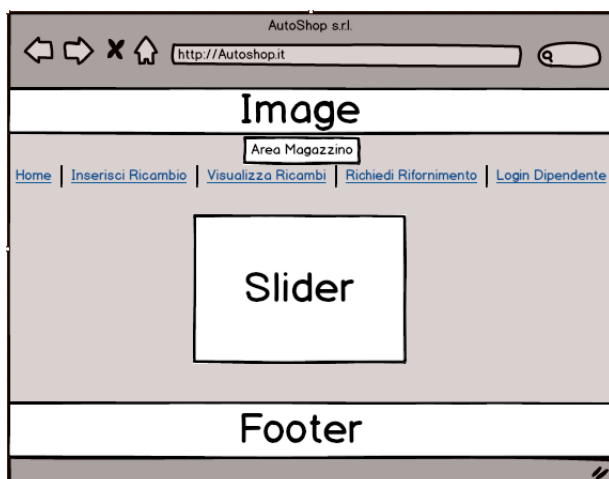 AutoShop s.r.l.
http://Autoshop.it
Image
Area Magazzino
Home | Inserisci Ricambio | Visualizza Ricambi | Richiedi Rifornimento | Login Dipendente
Slider
Footer